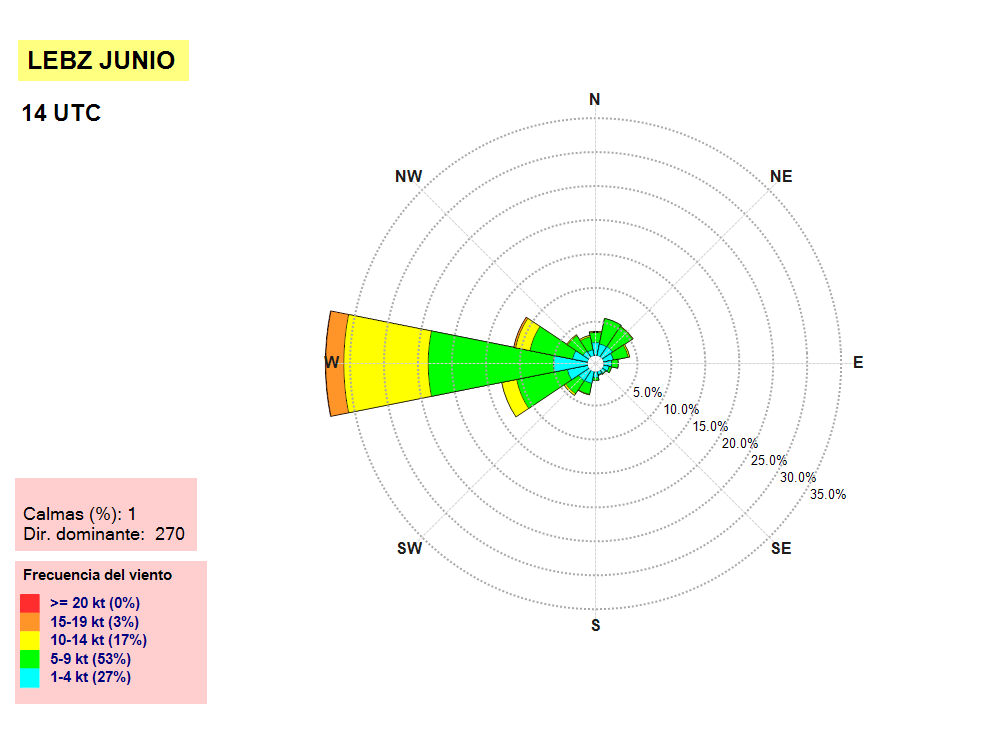 LEBZ JUNIO
14 UTC
N
NW
NE
W
E
5.0%
10.0%
15.0%
20.0%
25.0%
30.0%
35.0%
SW
SE
S
Calmas (%): 1
Dir. dominante: 270
Frecuencia del viento
>= 20 kt (0%)
15-19 kt (3%)
10-14 kt (17%)
5-9 kt (53%)
1-4 kt (27%)